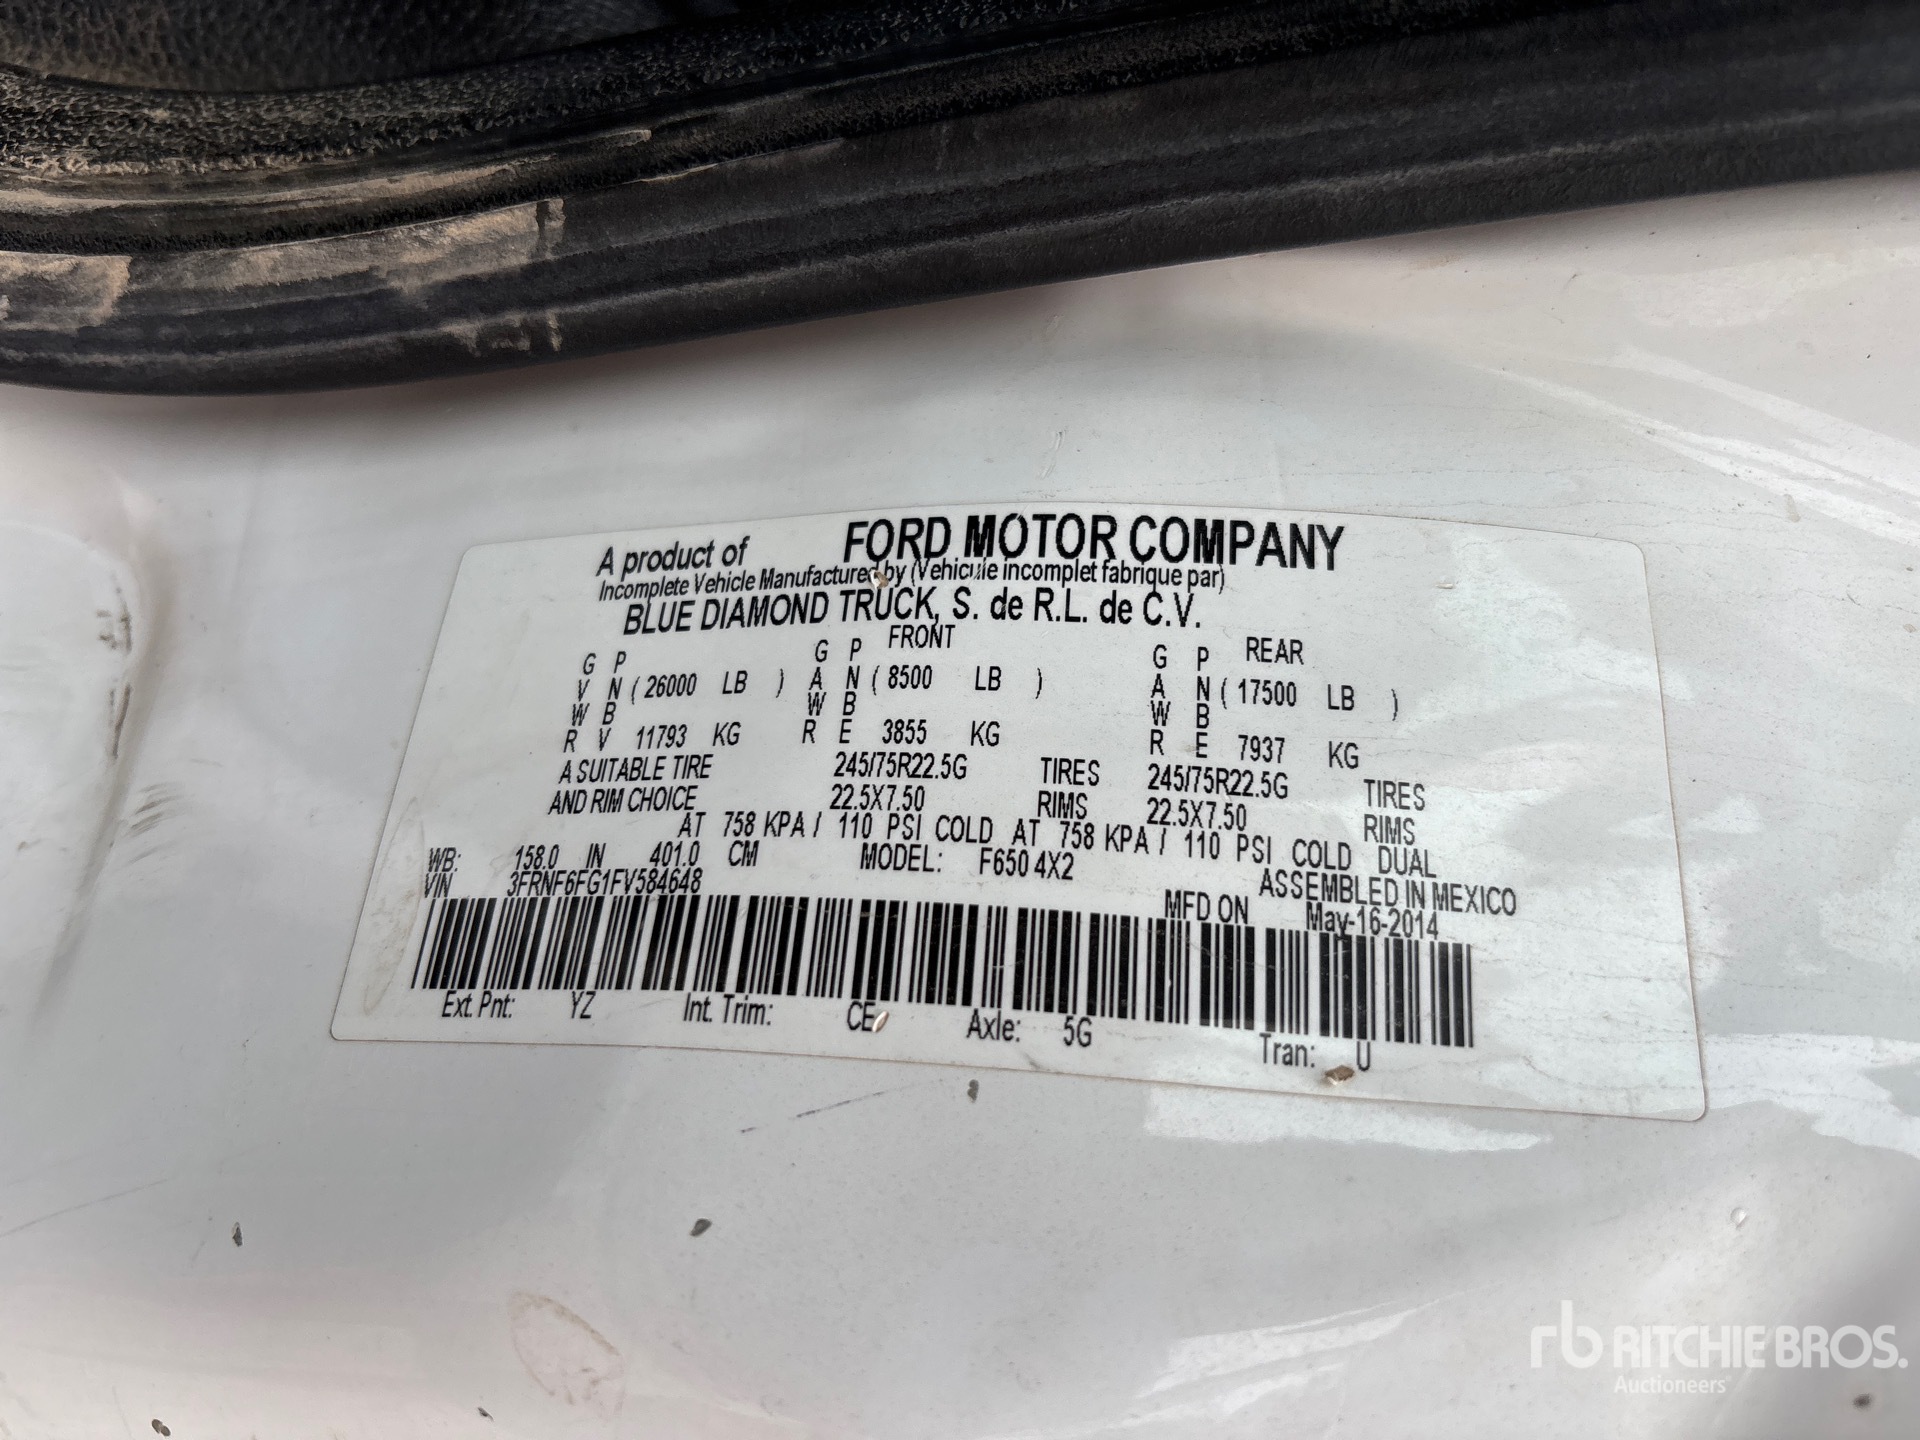 A product of FORD MOTOR COMPANY
Incomplete Vehicle Manufactured by (Vehicule incomplet fabrique par)
BLUE DIAMOND TRUCK, S. de R.L. de C.V.
FRONT REAR
G P G P G P
V N ( 26000 LB ) A N ( 8500 LB ) A N ( 17500 LB )
W B W B W B
R V 11793 KG R E 3855 KG R E 7937 KG
A SUITABLE TIRE 245/75R22.5G TIRES 245/75R22.5G TIRES
AND RIM CHOICE 22.5X7.50 RIMS 22.5X7.50 RIMS
AT 758 KPA / 110 PSI COLD AT 758 KPA / 110 PSI COLD DUAL
WB: 158.0 IN 401.0 CM MODEL: F650 4X2 ASSEMBLED IN MEXICO
VIN 3FRNF6FG1FV584648 MFD ON May-16-2014
Ext. Pnt: YZ Int. Trim: CE Axle: 5G Tran: U
rb RITCHIE BROS.
Auctioneers